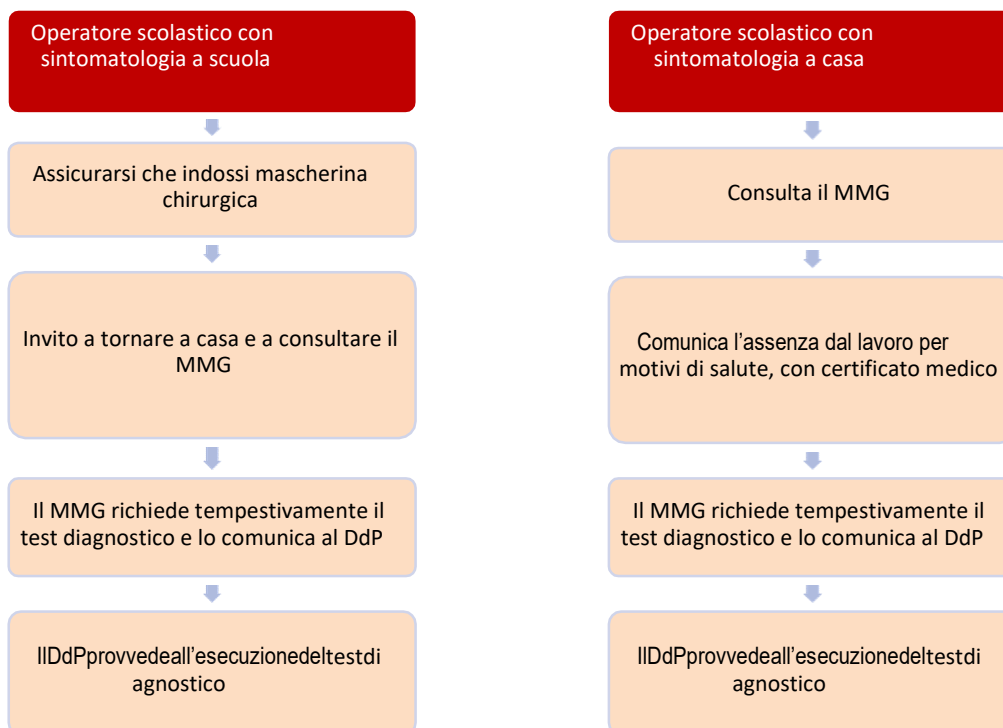 Operatore scolastico con
sintomatologia a scuola
Assicurarsi che indossi mascherina
chirurgica
Invito a tornare a casa e a consultare il
MMG
Il MMG richiede tempestivamente il
test diagnostico e lo comunica al DdP
IlDdPprovvedeall'esecuzionedeltestdi
agnostico
Operatore scolastico con
sintomatologia a casa
Consulta il MMG
Comunica l'assenza dal lavoro per
motivi di salute, con certificato medico
Il MMG richiede tempestivamente il
test diagnostico e lo comunica al DdP
IlDdPprovvedeall'esecuzionedeltestdi
agnostico